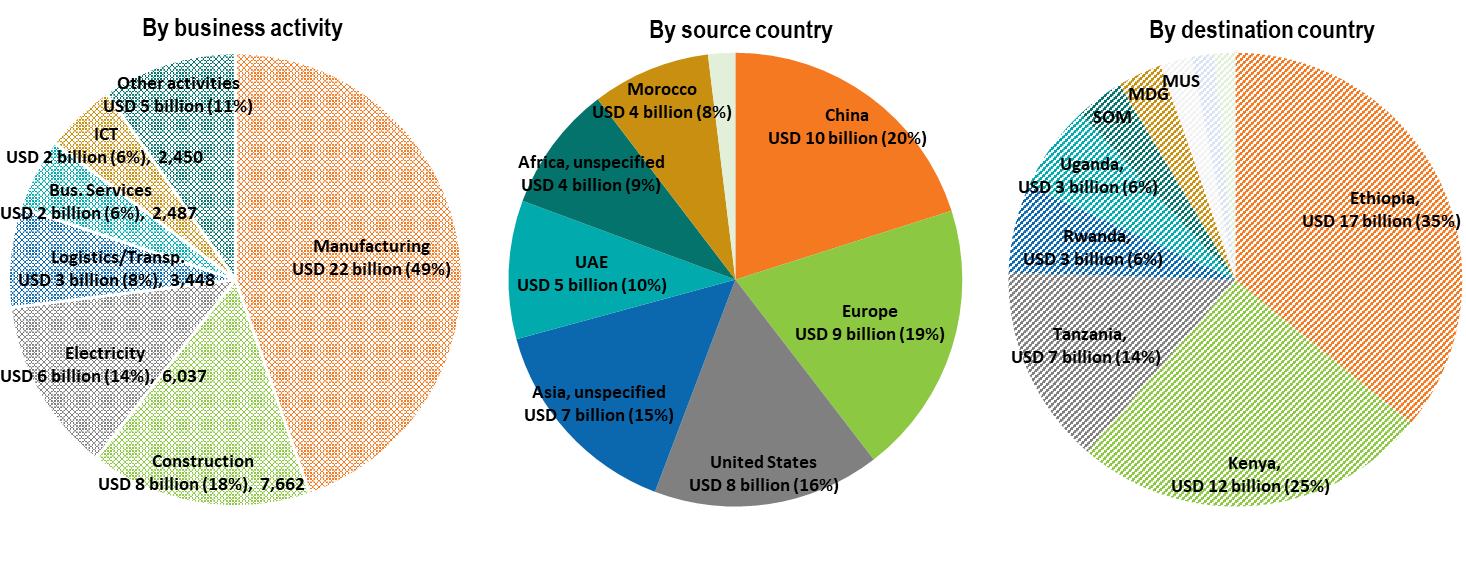 By business activity
Other activities
USD 5 billion (11%)
ICT
USD 2 billion (6%),  2,450
Bus. Services
USD 2 billion (6%),  2,487
Logistics/Transp.
USD 3 billion (8%),  3,448
Electricity
USD 6 billion (14%),  6,037
Construction
USD 8 billion (18%),  7,662
Manufacturing
USD 22 billion (49%)
By source country
Morocco
USD 4 billion (8%)
China
USD 10 billion (20%)
Africa, unspecified
USD 4 billion (9%)
UAE
USD 5 billion (10%)
Europe
USD 9 billion (19%)
Asia, unspecified
USD 7 billion (15%)
United States
USD 8 billion (16%)
By destination country
MUS
MDG
SOM
Uganda,
USD 3 billion (6%)
Ethiopia,
USD 17 billion (35%)
Rwanda,
USD 3 billion (6%)
Tanzania,
USD 7 billion (14%)
Kenya,
USD 12 billion (25%)